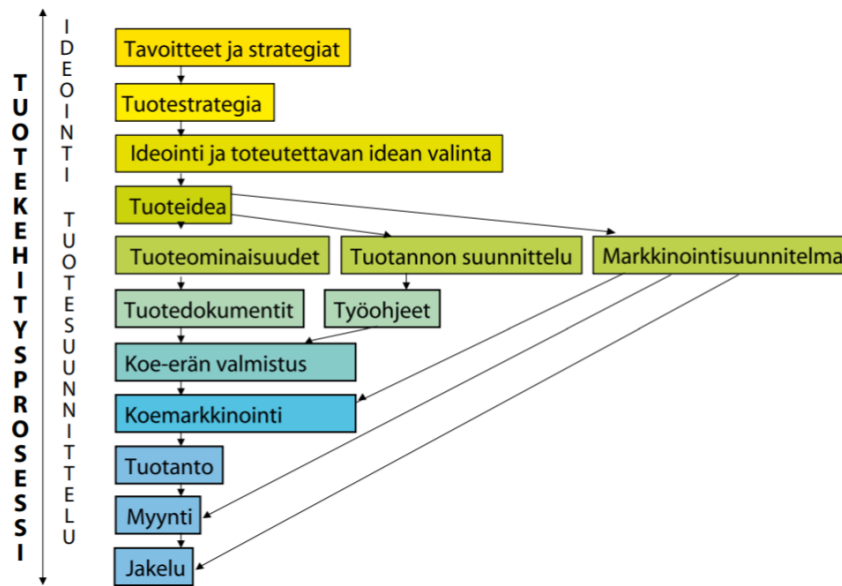 TUOTEKEHITYSPROSESSI
IDEOINTI TUOTESUUNNITTELU
Tavoitteet ja strategiat
Tuotestrategia
Ideointi ja toteutettavan idean valinta
Tuoteidea
Tuoteominaisuudet
Tuotannon suunnittelu
Markkinointisuunnitelma
Tuotedokumentit
Työohjeet
Koe-erän valmistus
Koemarkkinointi
Tuotanto
Myynti
Jakelu